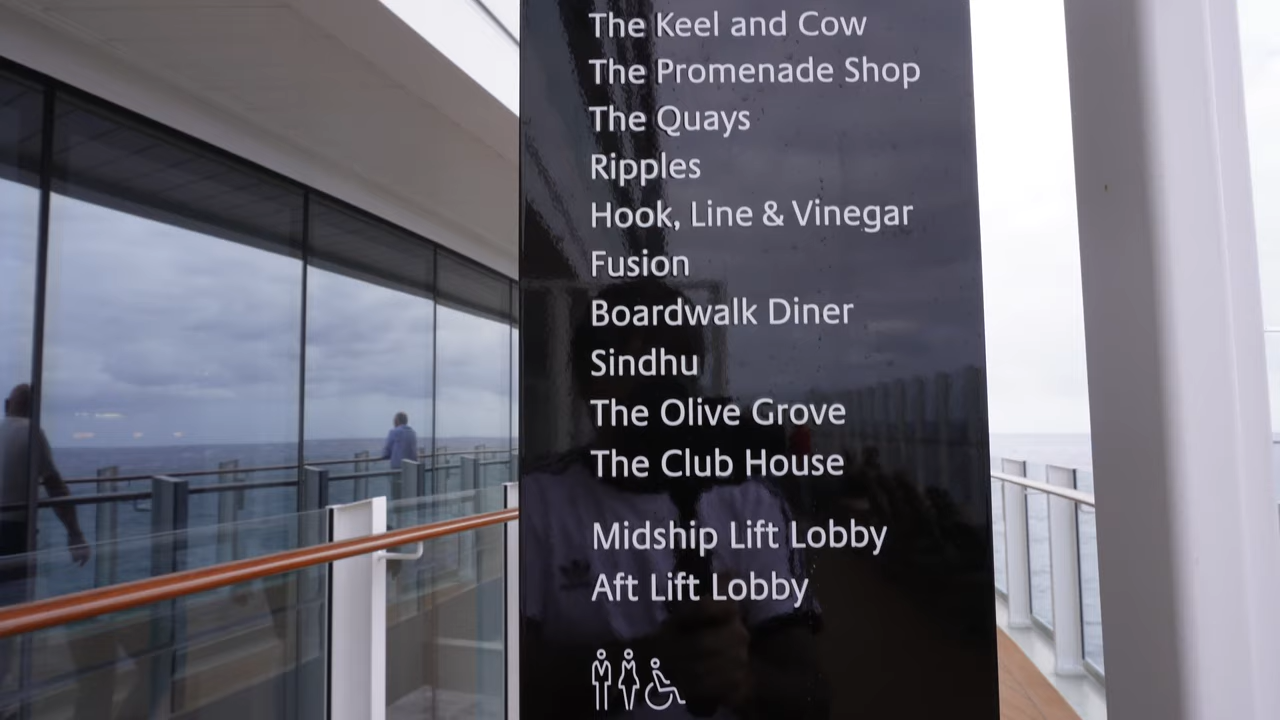 The Keel and Cow
The Promenade Shop
The Quays
Ripples
Hook, Line & Vinegar
Fusion
Boardwalk Diner
Sindhu
The Olive Grove
The Club House
Midship Lift Lobby
Aft Lift Lobby